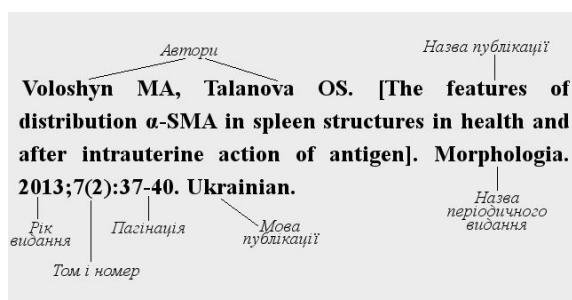 Автори
Назва публікації
Voloshyn MA, Talanova OS. [The features of
distribution α-SMA in spleen structures in health and
after intrauterine action of antigen]. Morphologia.
2013;7(2):37-40. Ukrainian.
Рік
видання
Том і номер
Пагінація
Мова
публікації
Назва
періодичного
видання